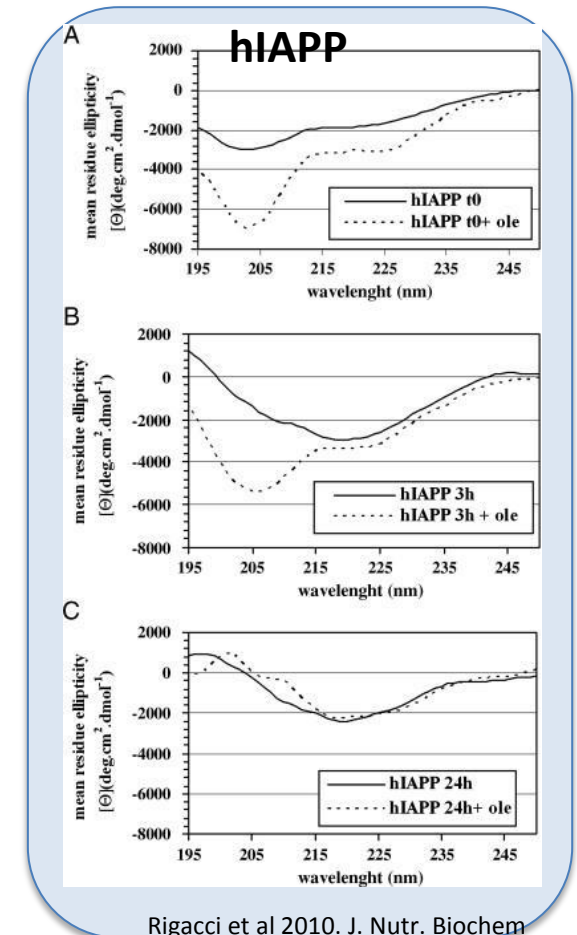 hIAPP
A
mean residue ellipticity
[Θ](deg.cm².dmol⁻¹)
2000
0
-2000
-4000
-6000
-8000
hIAPP t0
hIAPP t0+ ole
195 205 215 225 235 245
wavelenght (nm)
B
mean residue ellipticity
[Θ](deg.cm².dmol⁻¹)
2000
0
-2000
-4000
-6000
-8000
hIAPP 3h
hIAPP 3h + ole
195 205 215 225 235 245
wavelenght (nm)
C
mean residue ellipticity
[Θ](deg.cm².dmol⁻¹)
2000
0
-2000
-4000
-6000
-8000
hIAPP 24h
hIAPP 24h+ ole
195 205 215 225 235 245
wavelenght (nm)
Rigacci et al 2010. J. Nutr. Biochem